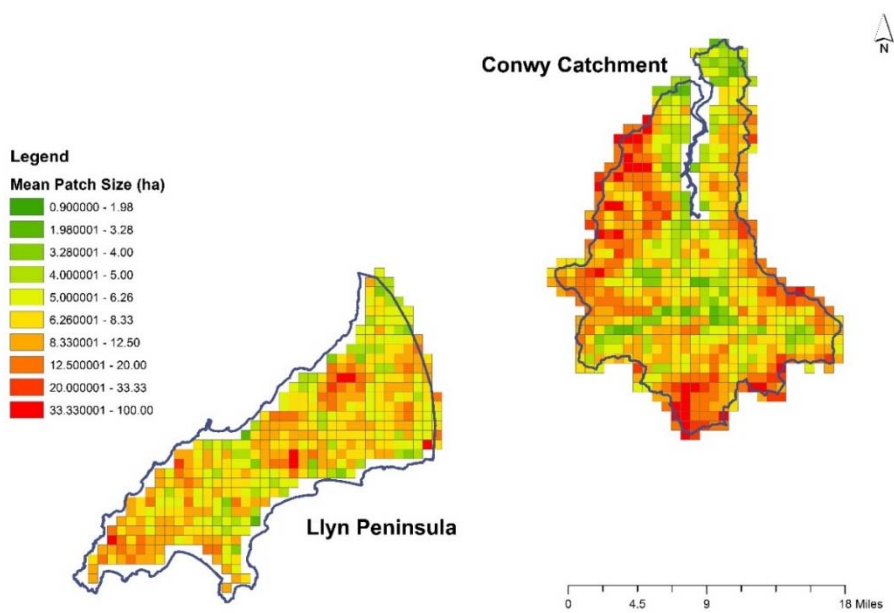 N
Conwy Catchment
Legend
Mean Patch Size (ha)
0.900000 - 1.98
1.980001 - 3.28
3.280001 - 4.00
4.000001 - 5.00
5.000001 - 6.26
6.260001 - 8.33
8.330001 - 12.50
12.500001 - 20.00
20.000001 - 33.33
33.330001 - 100.00
Llyn Peninsula
0 4.5 9 18 Miles